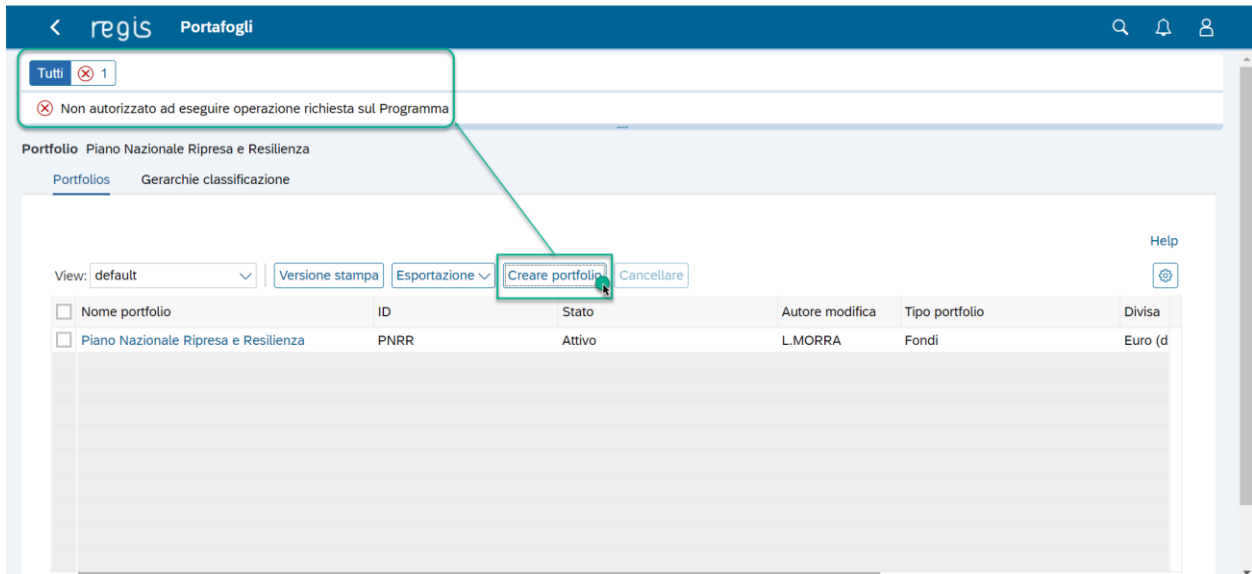 regis Portafogli
Tutti 1
Non autorizzato ad eseguire operazione richiesta sul Programma
Portfolio Piano Nazionale Ripresa e Resilienza
Portfolios Gerarchie classificazione
Help
View: default Versione stampa Esportazione Creare portfolio Cancellare
Nome portfolio ID Stato Autore modifica Tipo portfolio Divisa
Piano Nazionale Ripresa e Resilienza PNRR Attivo L.MORRA Fondi Euro (d